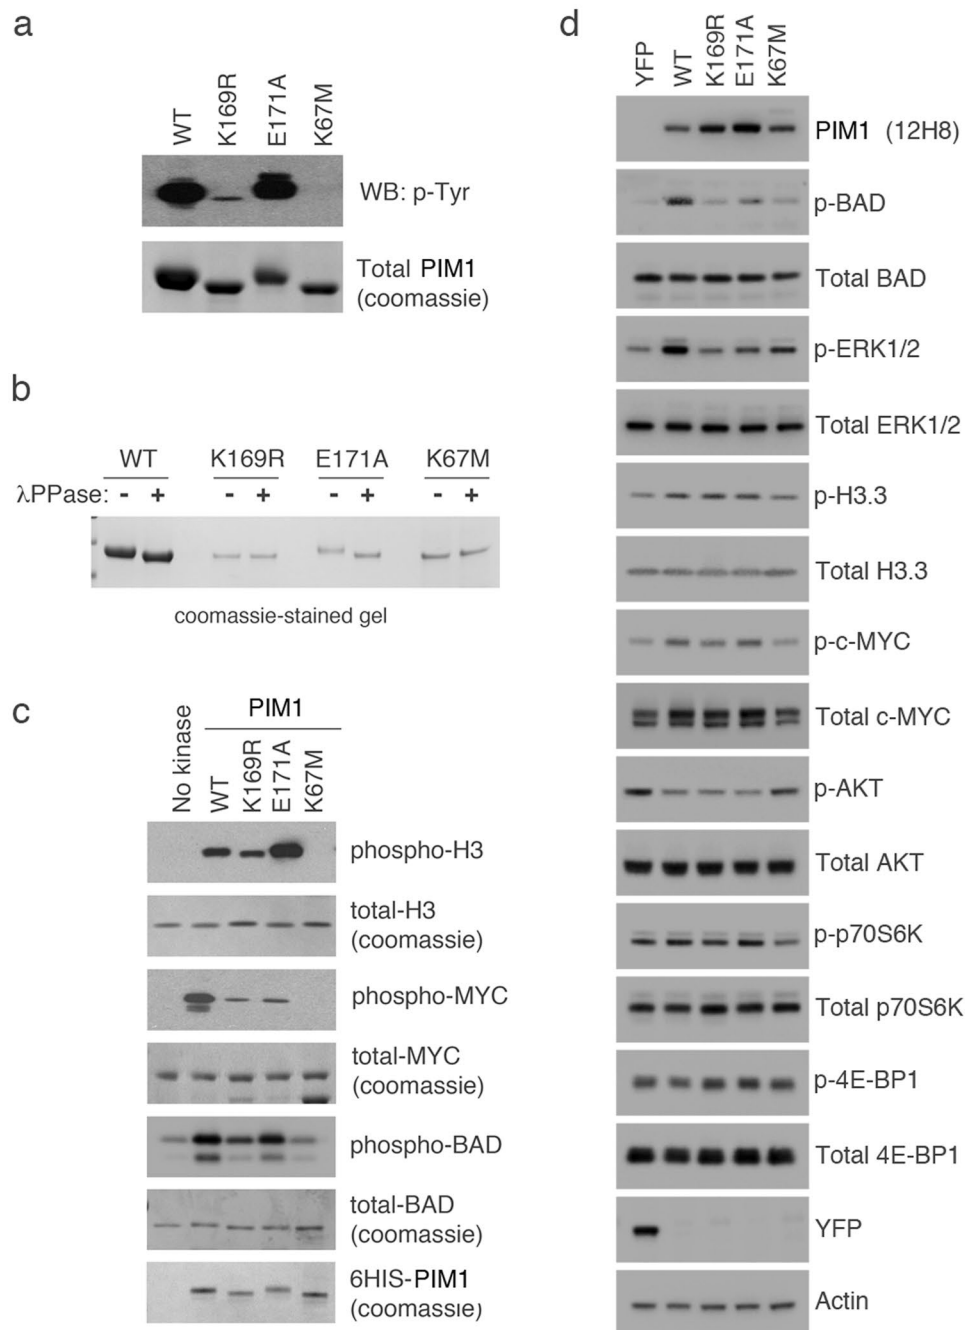 a
WT
K169R
E171A
K67M
WB: p-Tyr
Total PIM1
(coomassie)
b
WT K169R E171A K67M
λPPase: - + - + - + - +
coomassie-stained gel
c
PIM1
No kinase
WT
K169R
E171A
K67M
phospho-H3
total-H3
(coomassie)
phospho-MYC
total-MYC
(coomassie)
phospho-BAD
total-BAD
(coomassie)
6HIS-PIM1
(coomassie)
d
YFP
WT
K169R
E171A
K67M
PIM1 (12H8)
p-BAD
Total BAD
p-ERK1/2
Total ERK1/2
p-H3.3
Total H3.3
p-c-MYC
Total c-MYC
p-AKT
Total AKT
p-p70S6K
Total p70S6K
p-4E-BP1
Total 4E-BP1
YFP
Actin